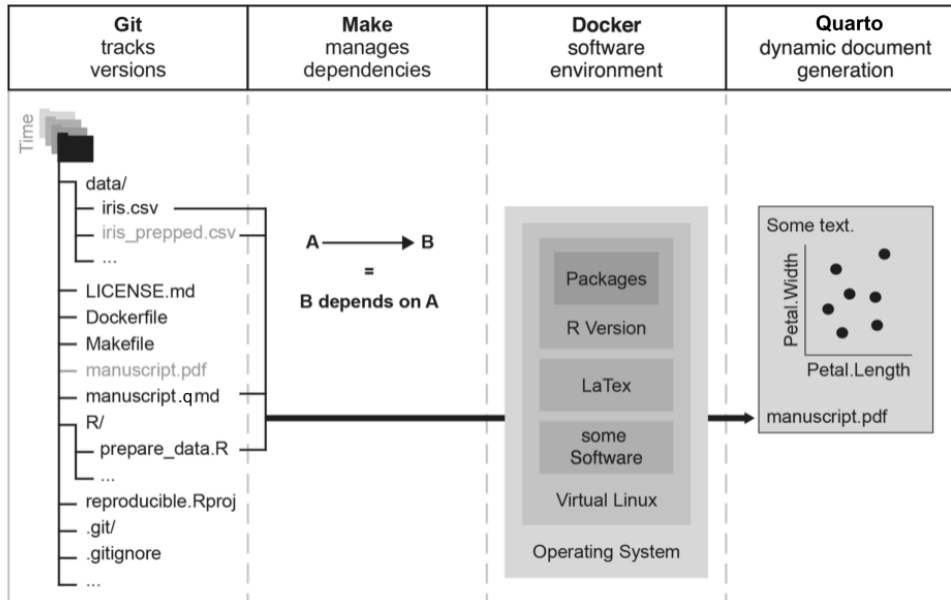 Git
tracks
versions
Make
manages
dependencies
Docker
software
environment
Quarto
dynamic document
generation
Time
data/
iris.csv
iris_prepped.csv
...
LICENSE.md
Dockerfile
Makefile
manuscript.pdf
manuscript.qmd
R/
prepare_data.R
...
reproducible.Rproj
.git/
.gitignore
...
A B
=
B depends on A
Packages
R Version
LaTex
some
Software
Virtual Linux
Operating System
Some text.
Petal.Width
Petal.Length
manuscript.pdf